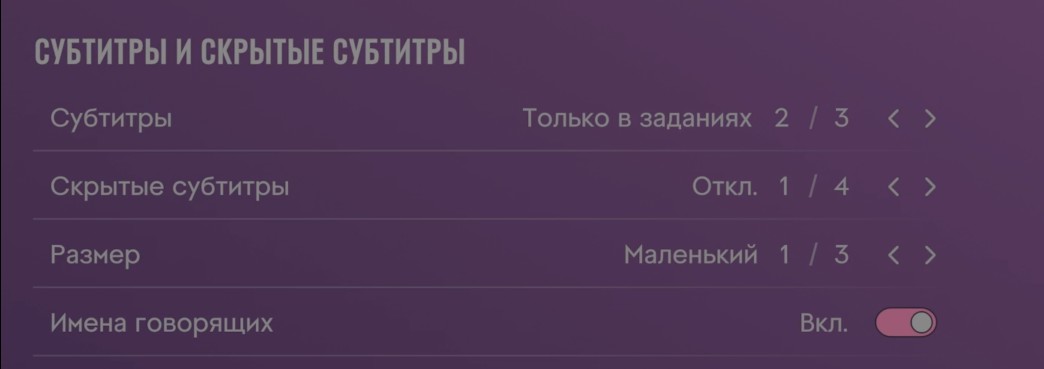 СУБТИТРЫ И СКРЫТЫЕ СУБТИТРЫ
Субтитры Только в заданиях 2 / 3
Скрытые субтитры Откл. 1 / 4
Размер Маленький 1 / 3
Имена говорящих Вкл.